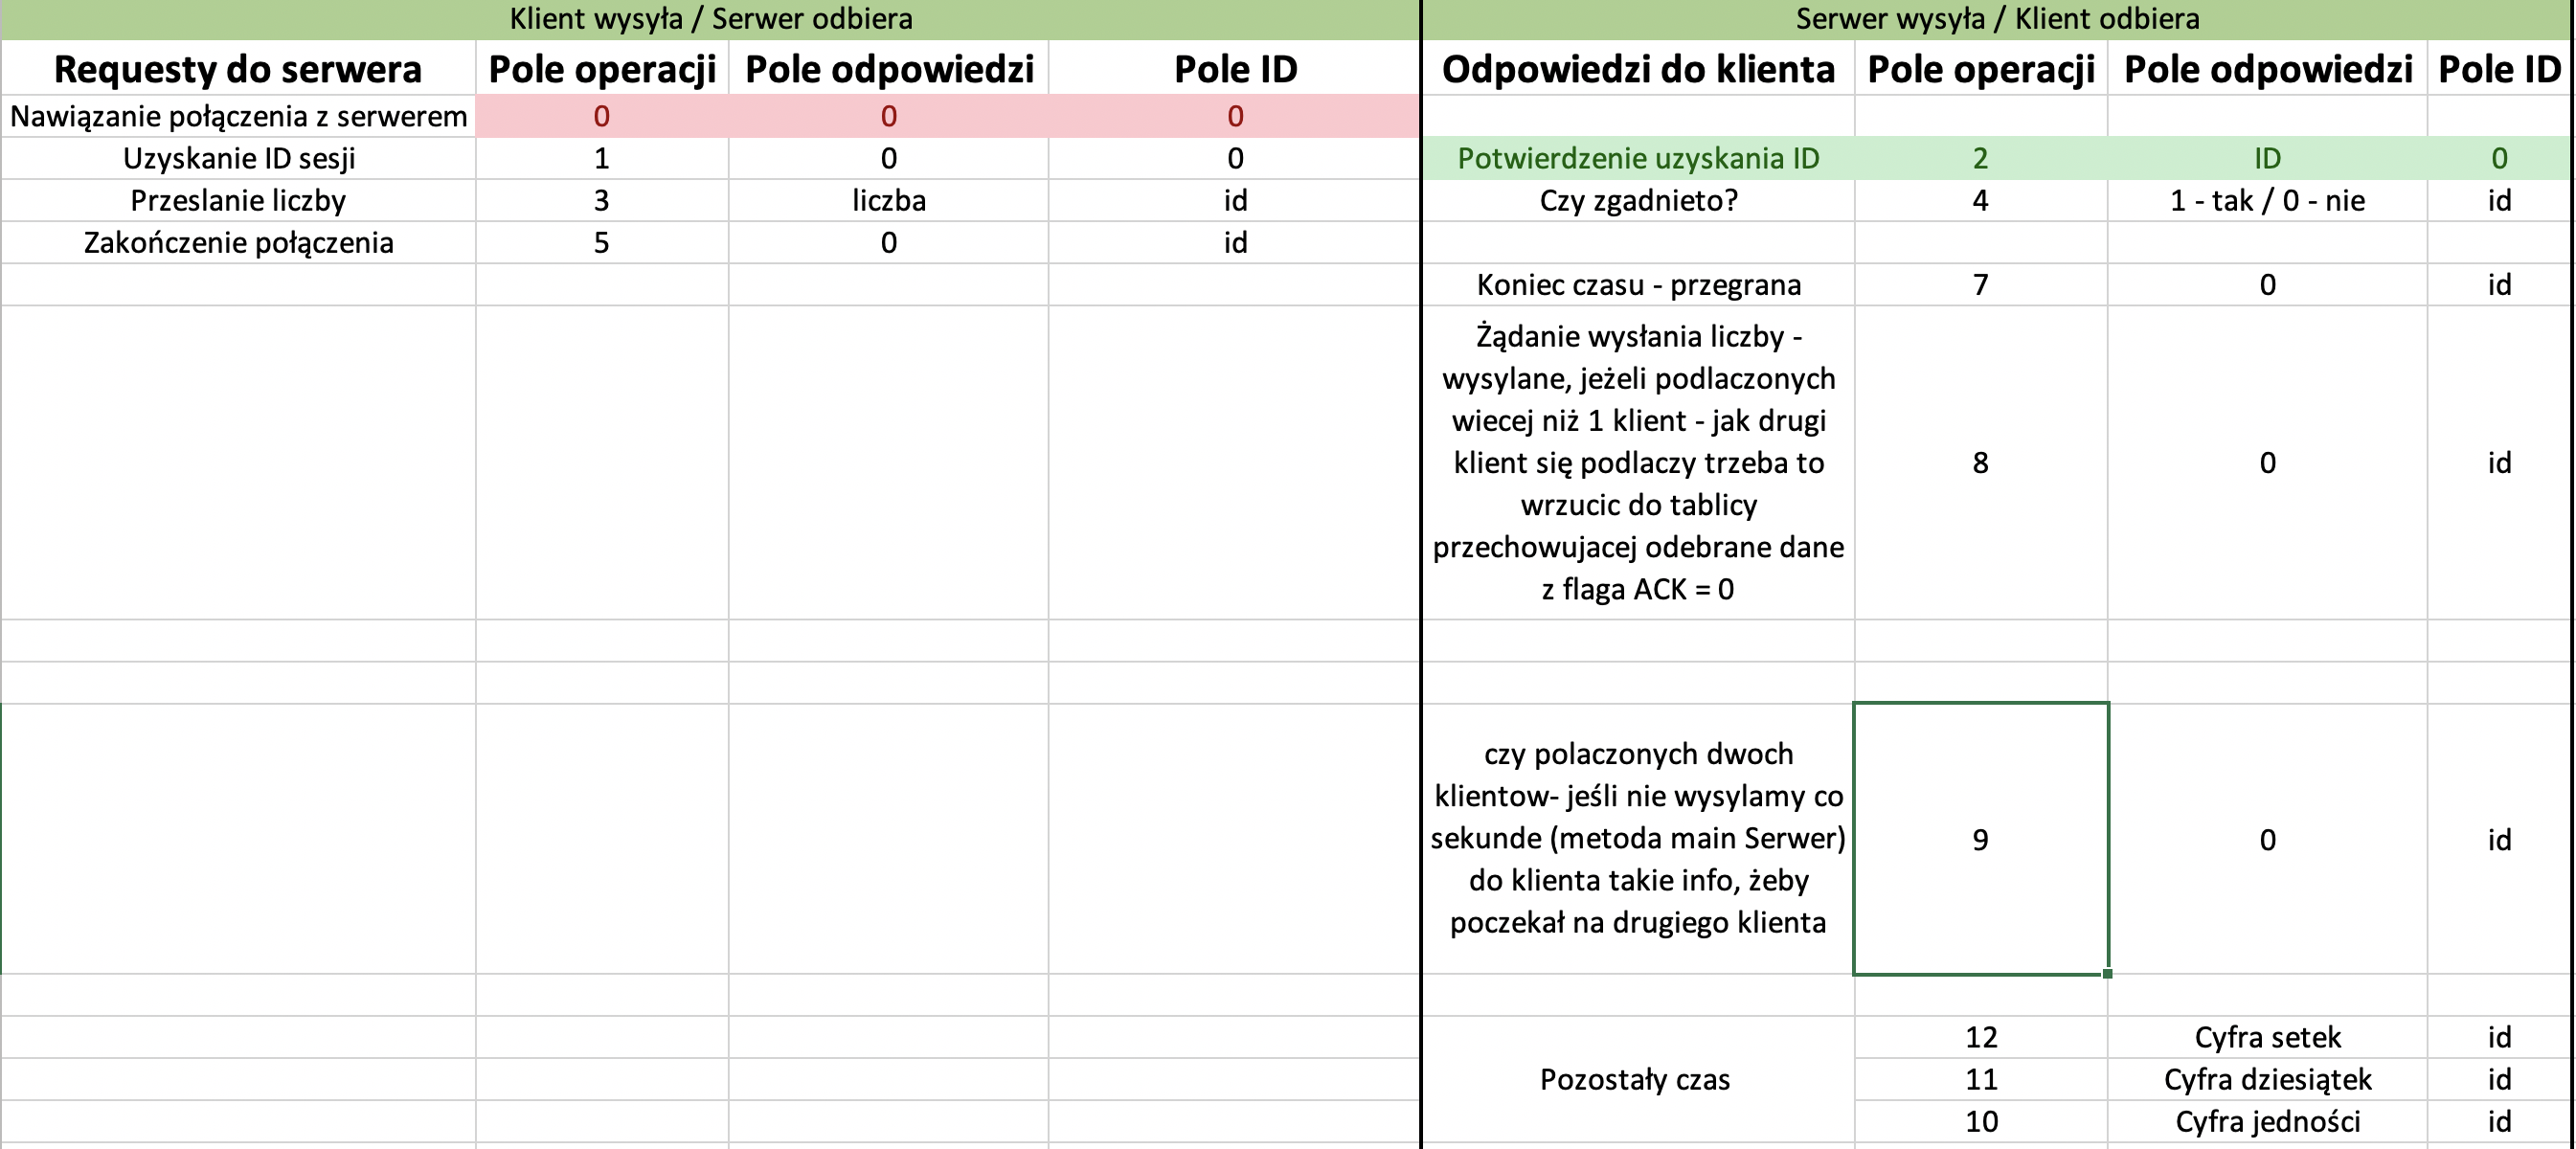 Klient wysyła / Serwer odbiera Serwer wysyła / Klient odbiera
Requesty do serwera Pole operacji Pole odpowiedzi Pole ID Odpowiedzi do klienta Pole operacji Pole odpowiedzi Pole ID
Nawiązanie połączenia z serwerem 0 0 0
Uzyskanie ID sesji 1 0 0 Potwierdzenie uzyskania ID 2 ID 0
Przeslanie liczby 3 liczba id Czy zgadnieto? 4 1 - tak / 0 - nie id
Zakończenie połączenia 5 0 id
Koniec czasu - przegrana 7 0 id
Żądanie wysłania liczby -
wysylane, jeżeli podlaczonych
wiecej niż 1 klient - jak drugi
klient się podlaczy trzeba to 8 0 id
wrzucic do tablicy
przechowujacej odebrane dane
z flaga ACK = 0
czy polaczonych dwoch
klientow- jeśli nie wysylamy co
sekunde (metoda main Serwer) 9 0 id
do klienta takie info, żeby
poczekał na drugiego klienta
12 Cyfra setek id
Pozostały czas 11 Cyfra dziesiątek id
10 Cyfra jedności id